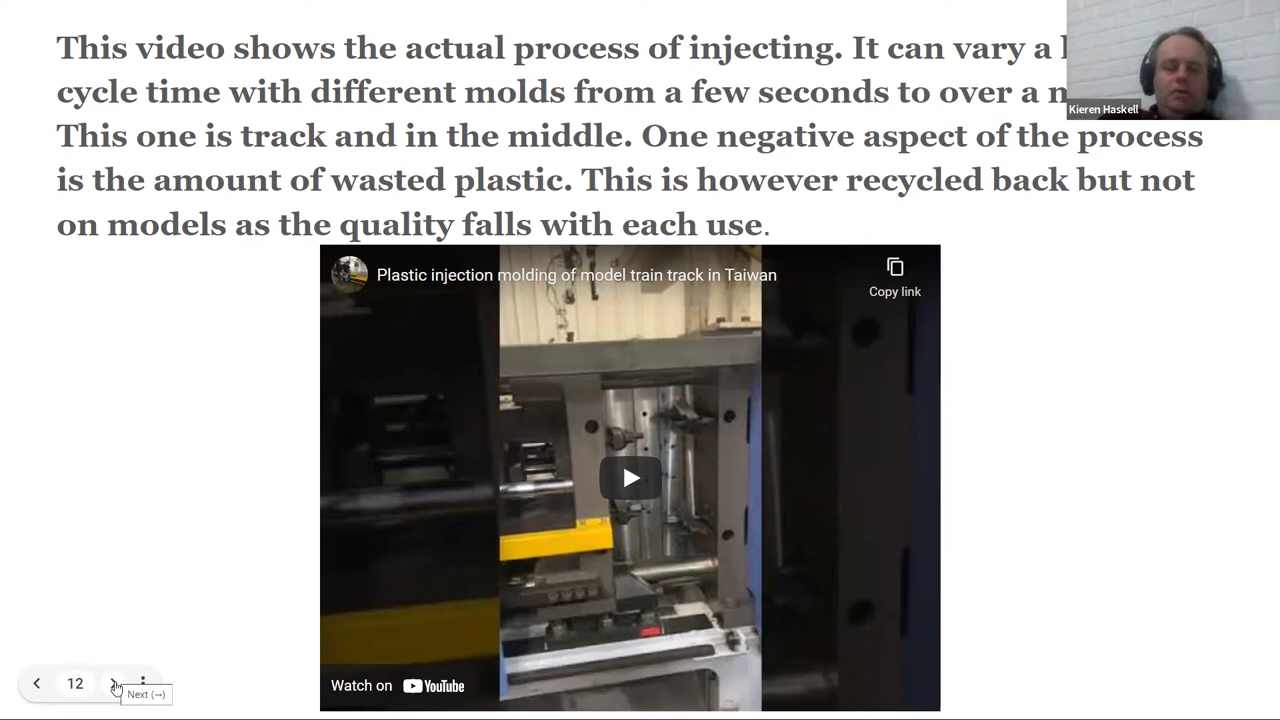 This video shows the actual process of injecting. It can vary a
cycle time with different molds from a few seconds to over a
This one is track and in the middle. One negative aspect of the process
is the amount of wasted plastic. This is however recycled back but not
on models as the quality falls with each use.
Kieren Haskell
Plastic injection molding of model train track in Taiwan
Copy link
Watch on YouTube
12
Next (→)